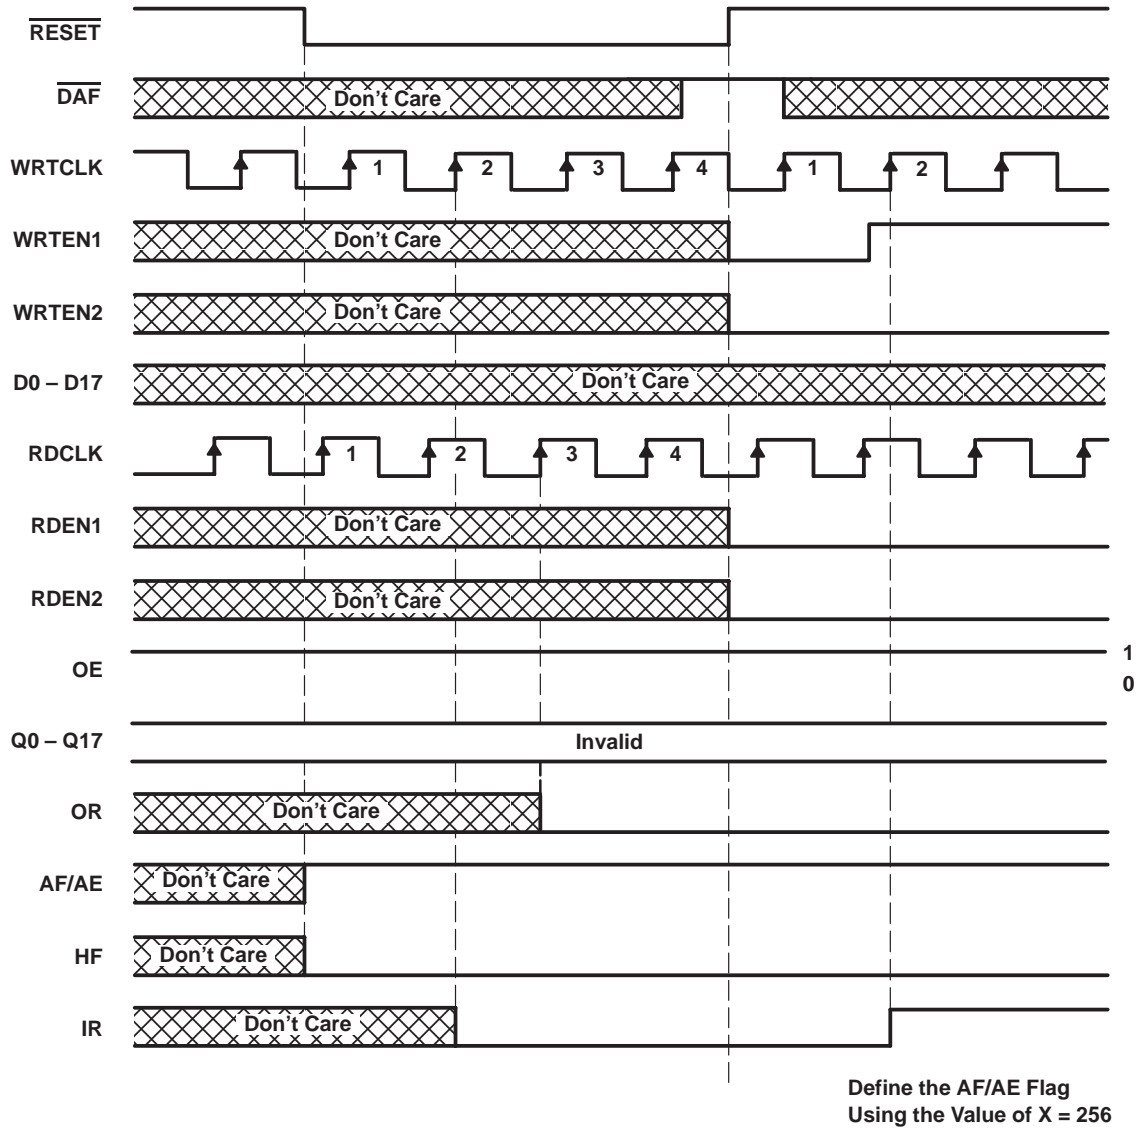 RESET
DAF
Don't Care
WRTCLK
1 2 3 4 1 2
WRTEN1
Don't Care
WRTEN2
Don't Care
D0 – D17
Don't Care
RDCLK
1 2 3 4
RDEN1
Don't Care
RDEN2
Don't Care
OE
1
0
Q0 – Q17
Invalid
OR
Don't Care
AF/AE
Don't Care
HF
Don't Care
IR
Don't Care
Define the AF/AE Flag
Using the Value of X = 256